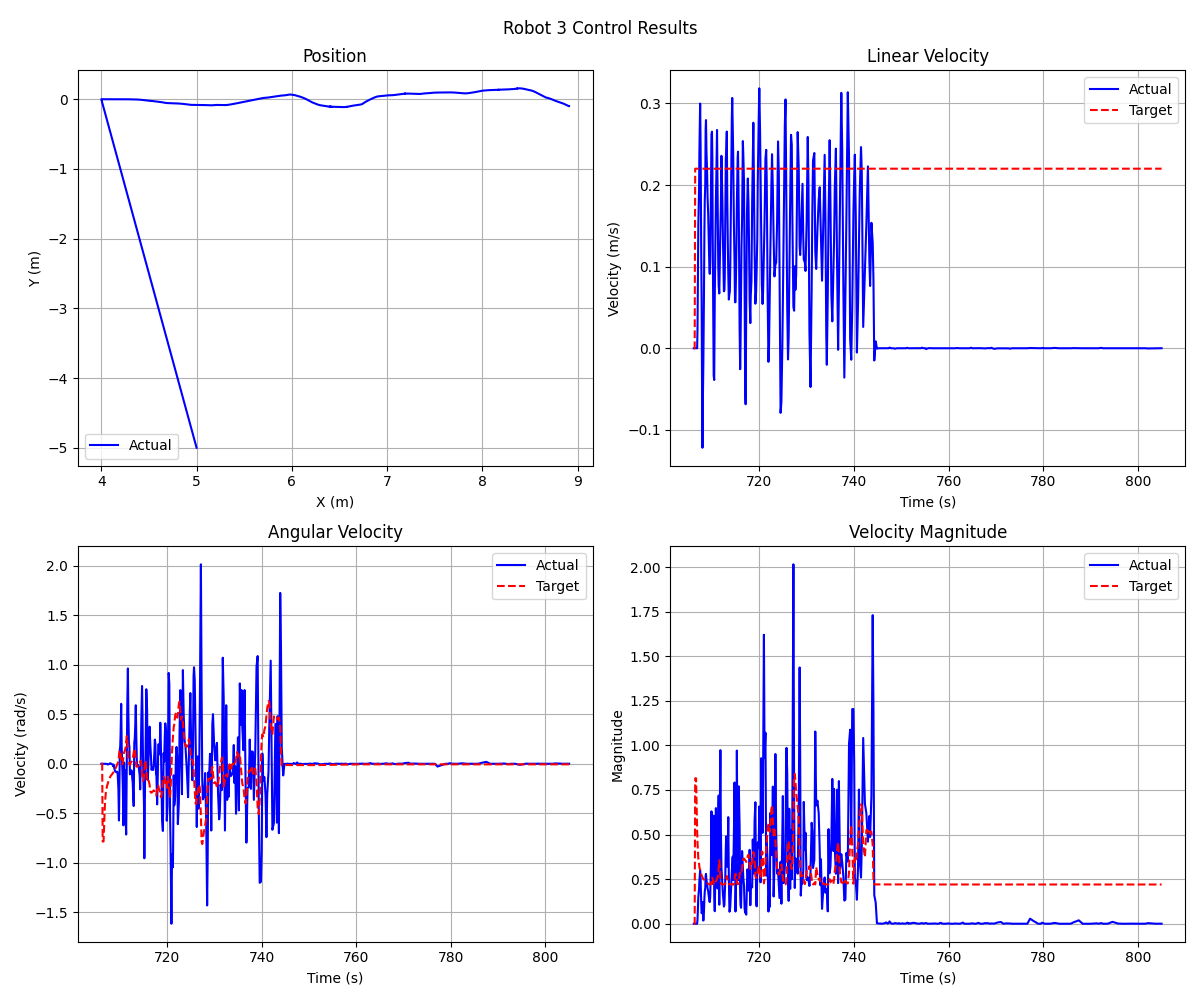 Robot 3 Control Results
Position
0
−1
−2
−3
−4
−5
Y (m)
Actual
4
5
6
7
8
9
X (m)
Linear Velocity
0.3
0.2
0.1
0.0
−0.1
Velocity (m/s)
Actual
Target
720
740
760
780
800
Time (s)
Angular Velocity
2.0
1.5
1.0
0.5
0.0
−0.5
−1.0
−1.5
Velocity (rad/s)
Actual
Target
720
740
760
780
800
Time (s)
Velocity Magnitude
2.00
1.75
1.50
1.25
1.00
0.75
0.50
0.25
0.00
Magnitude
Actual
Target
720
740
760
780
800
Time (s)